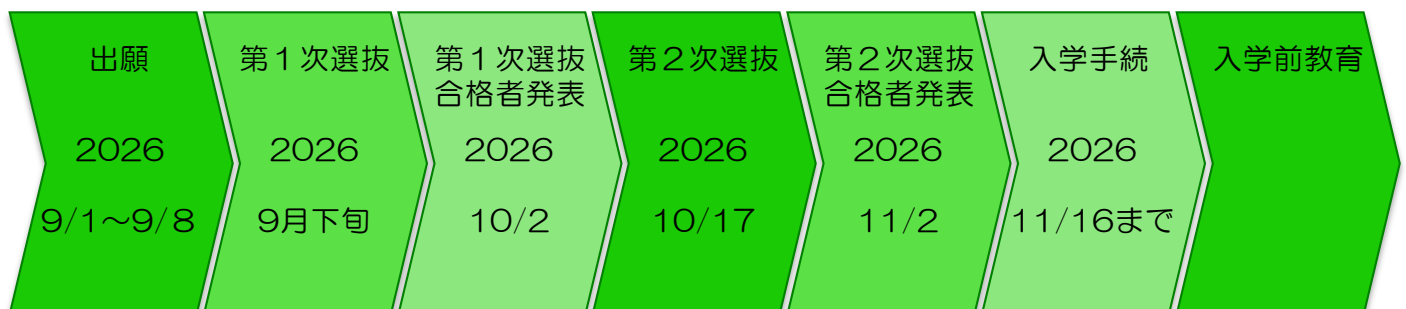 出願
2026
9/1～9/8
第１次選抜
2026
9月下旬
第１次選抜
合格者発表
2026
10/2
第２次選抜
2026
10/17
第２次選抜
合格者発表
2026
11/2
入学手続
2026
11/16まで
入学前教育